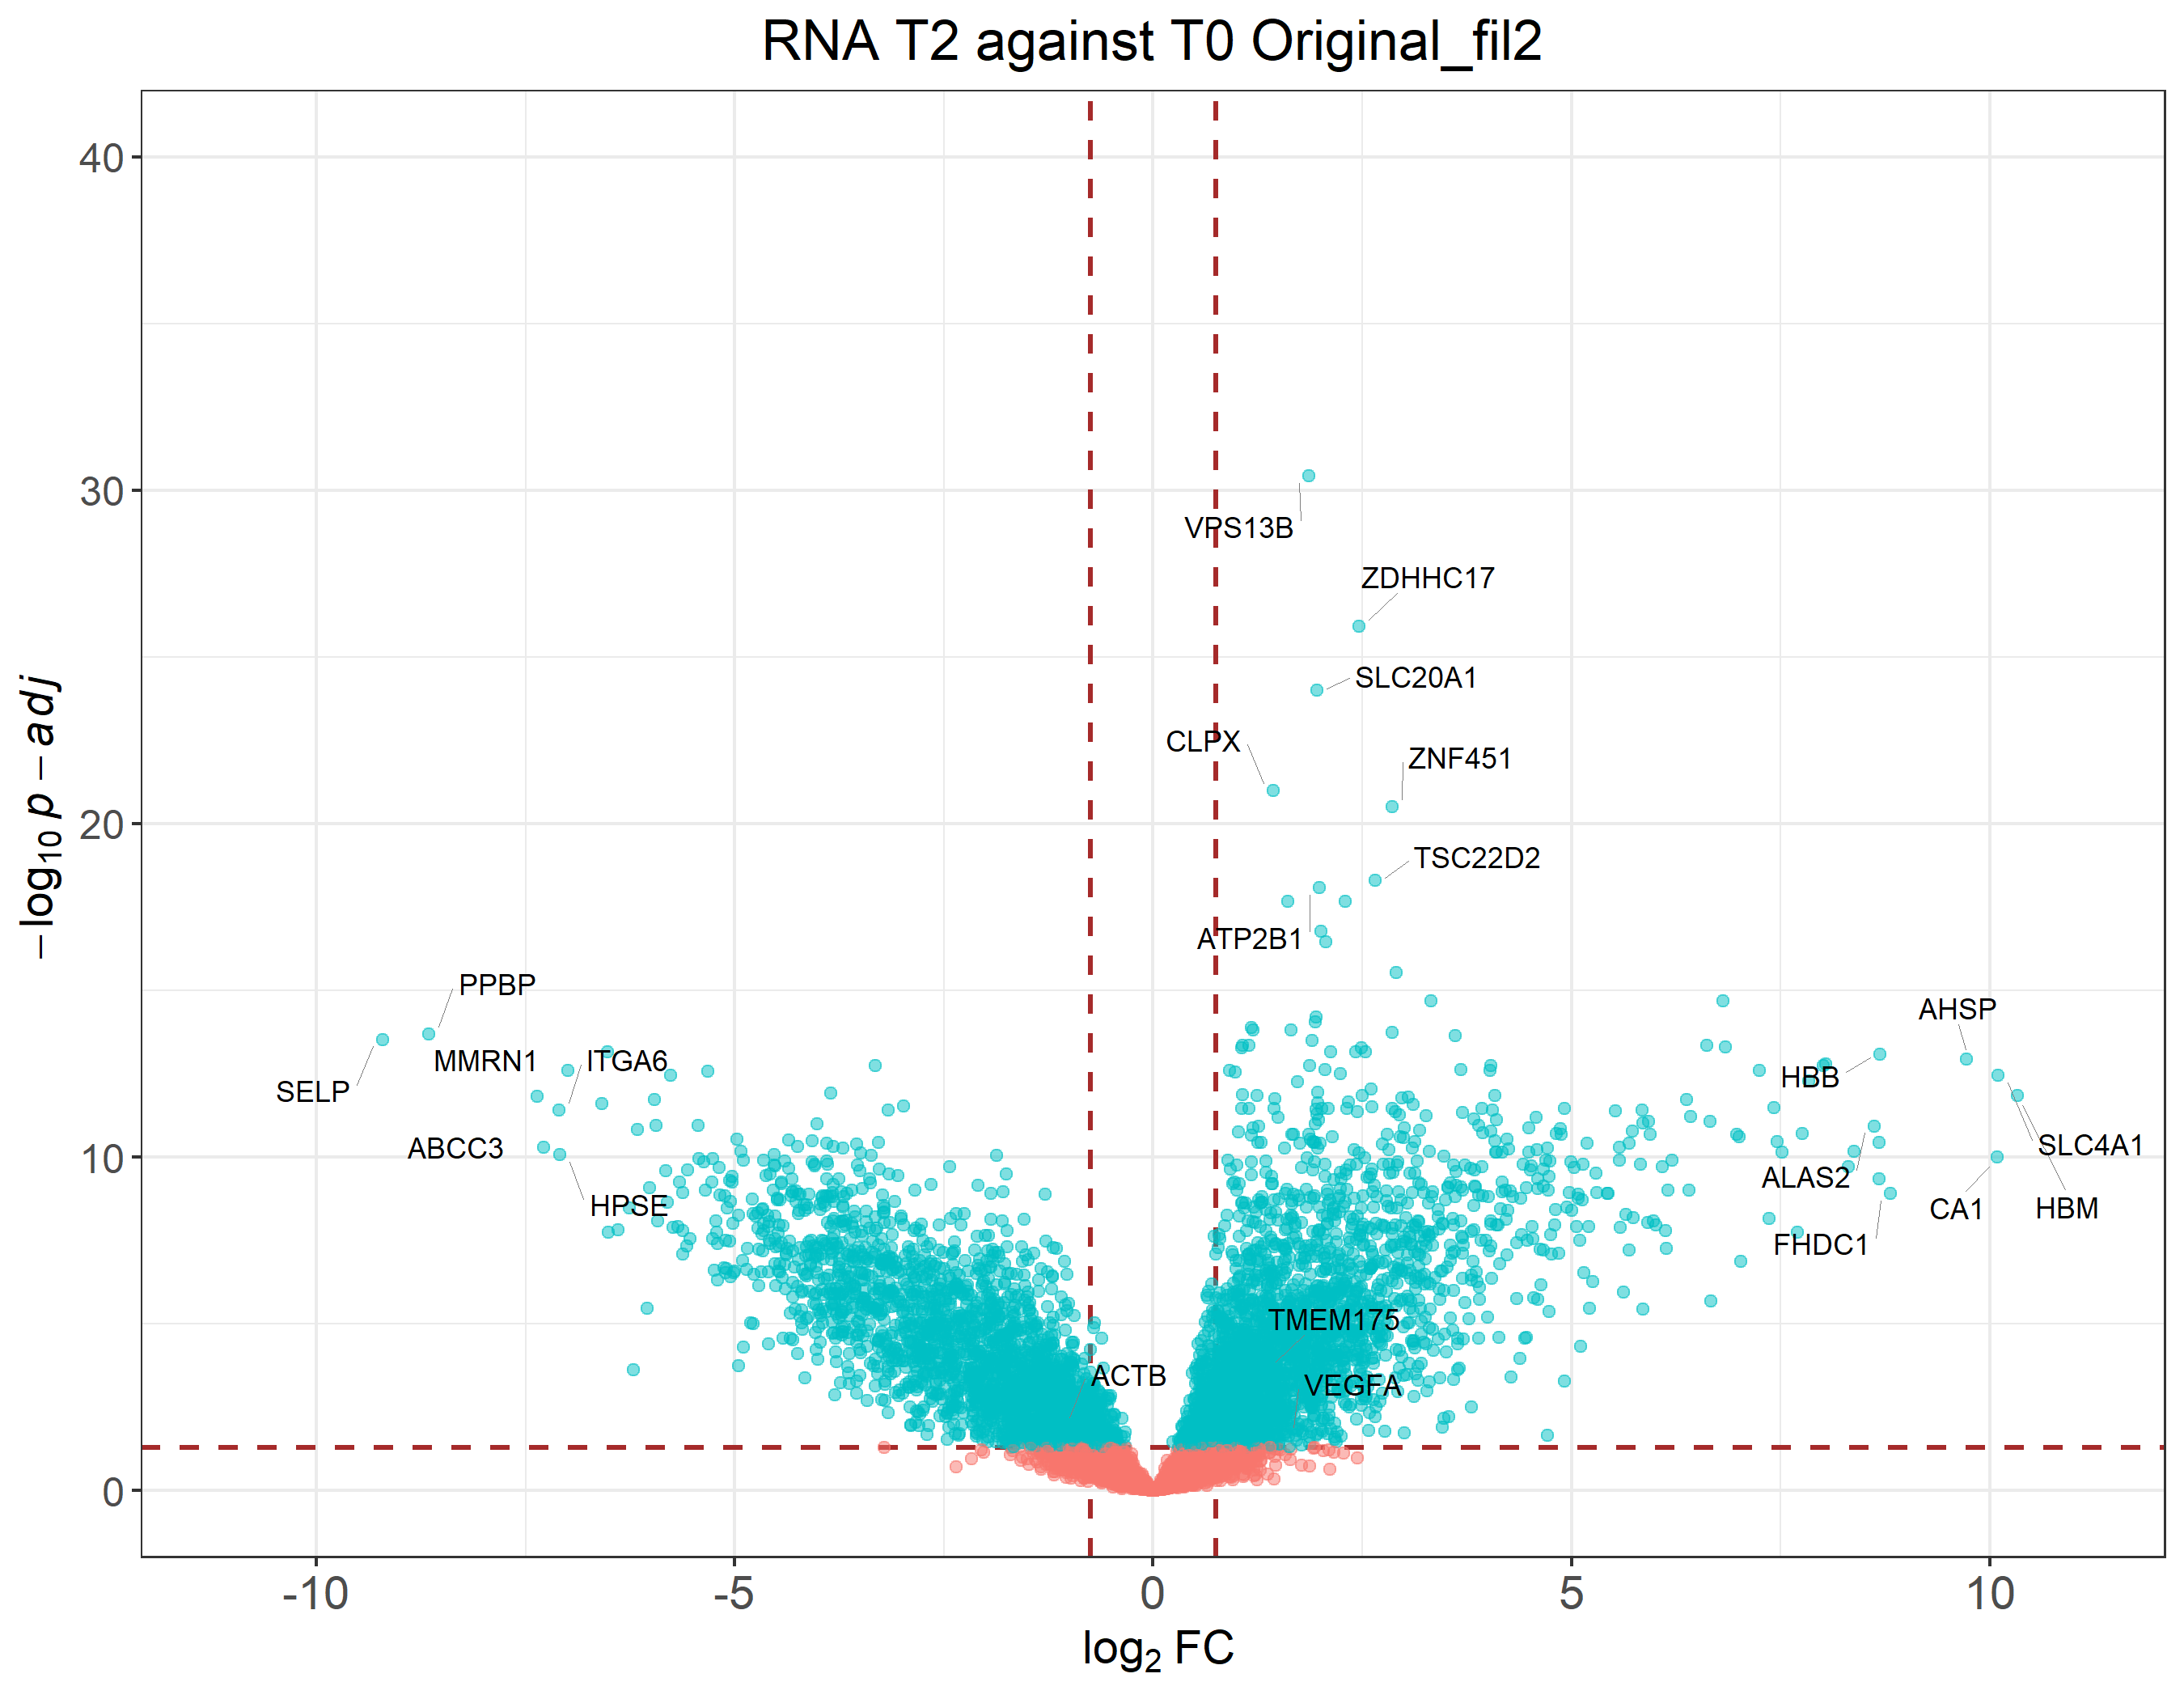 RNA T2 against T0 Original_fil2
40
30
20
10
0
−log10 p − adj
VPS13B
ZDHHC17
SLC20A1
CLPX
ZNF451
TSC22D2
ATP2B1
PPBP
MMRN1
ITGA6
SELP
ABCC3
HPSE
AHSP
HBB
SLC4A1
ALAS2
CA1
HBM
FHDC1
TMEM175
ACTB
VEGFA
-10
-5
0
5
10
log2 FC